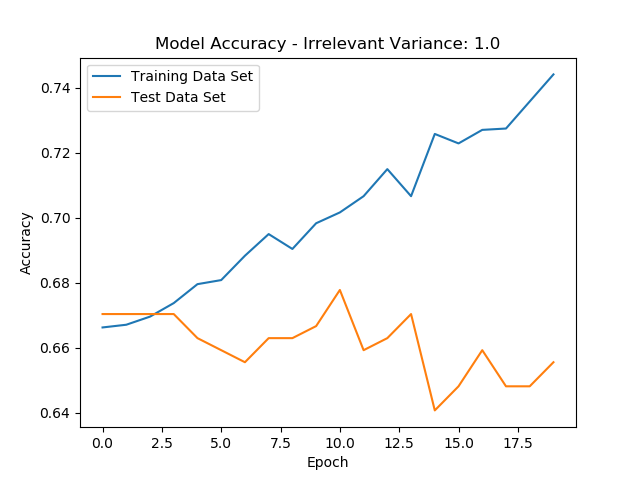 Model Accuracy - Irrelevant Variance: 1.0
Training Data Set
Test Data Set
0.74
0.72
0.70
0.68
0.66
0.64
Accuracy
0.0 2.5 5.0 7.5 10.0 12.5 15.0 17.5
Epoch